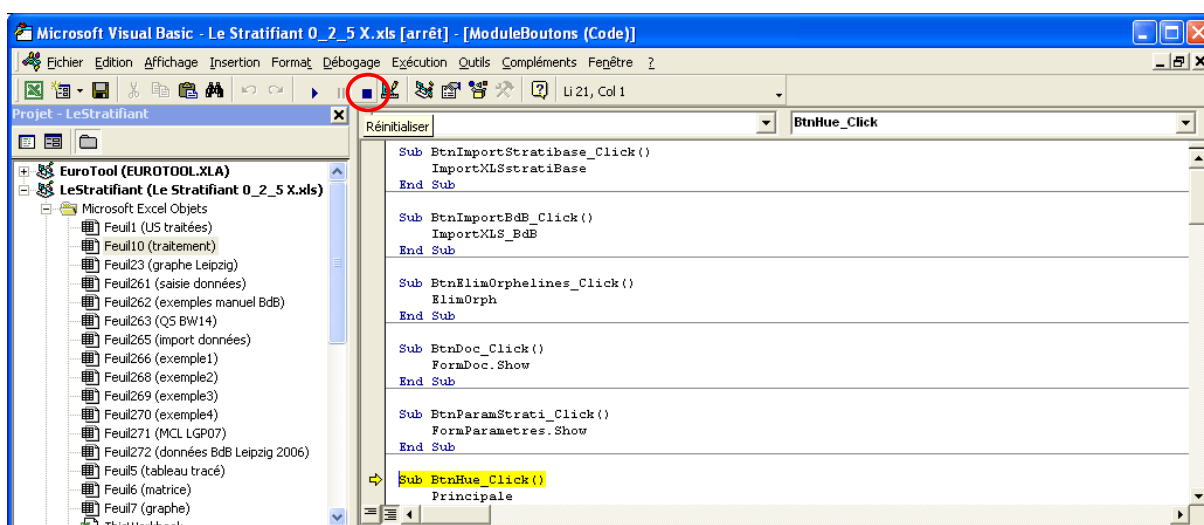 Microsoft Visual Basic - Le Stratifiant 0_2_5 X.xls [arrêt] - [ModuleBoutons (Code)]
Fichier Edition Affichage Insertion Format Débogage Exécution Outils Compléments Fenêtre ?
Li 21, Col 1
Projet - LeStratifiant
Réinitialiser
BtnHue_Click
EuroTool (EUROTOOL.XLA)
LeStratifiant (Le Stratifiant 0_2_5 X.xls)
Microsoft Excel Objets
Feuil1 (US traitées)
Feuil10 (traitement)
Feuil23 (graphe Leipzig)
Feuil261 (saisie données)
Feuil262 (exemples manuel BdB)
Feuil263 (QS BW14)
Feuil265 (import données)
Feuil266 (exemple1)
Feuil268 (exemple2)
Feuil269 (exemple3)
Feuil270 (exemple4)
Feuil271 (MCL LGP07)
Feuil272 (données BdB Leipzig 2006)
Feuil5 (tableau tracé)
Feuil6 (matrice)
Feuil7 (graphe)
Sub BtnImportStratibase_Click()
ImportXLSstratiBase
End Sub
Sub BtnImportBdB_Click()
ImportXLS_BdB
End Sub
Sub BtnElimOrphelines_Click()
ElimOrph
End Sub
Sub BtnDoc_Click()
FormDoc.Show
End Sub
Sub BtnParamStrati_Click()
FormParametres.Show
End Sub
Sub BtnHue_Click()
Principale